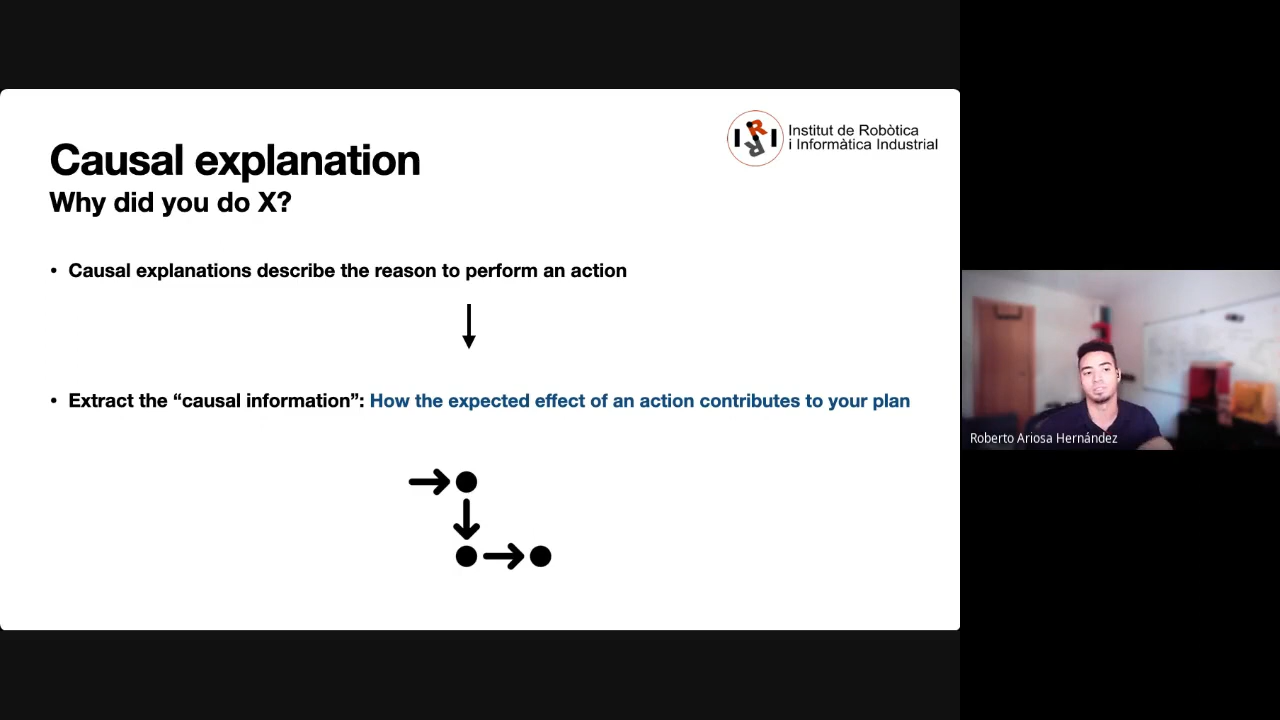 Causal explanation
Why did you do X?
IRI
Institut de Robòtica
i Informàtica Industrial
• Causal explanations describe the reason to perform an action
• Extract the “causal information”: How the expected effect of an action contributes to your plan
Roberto Ariosa Hernández